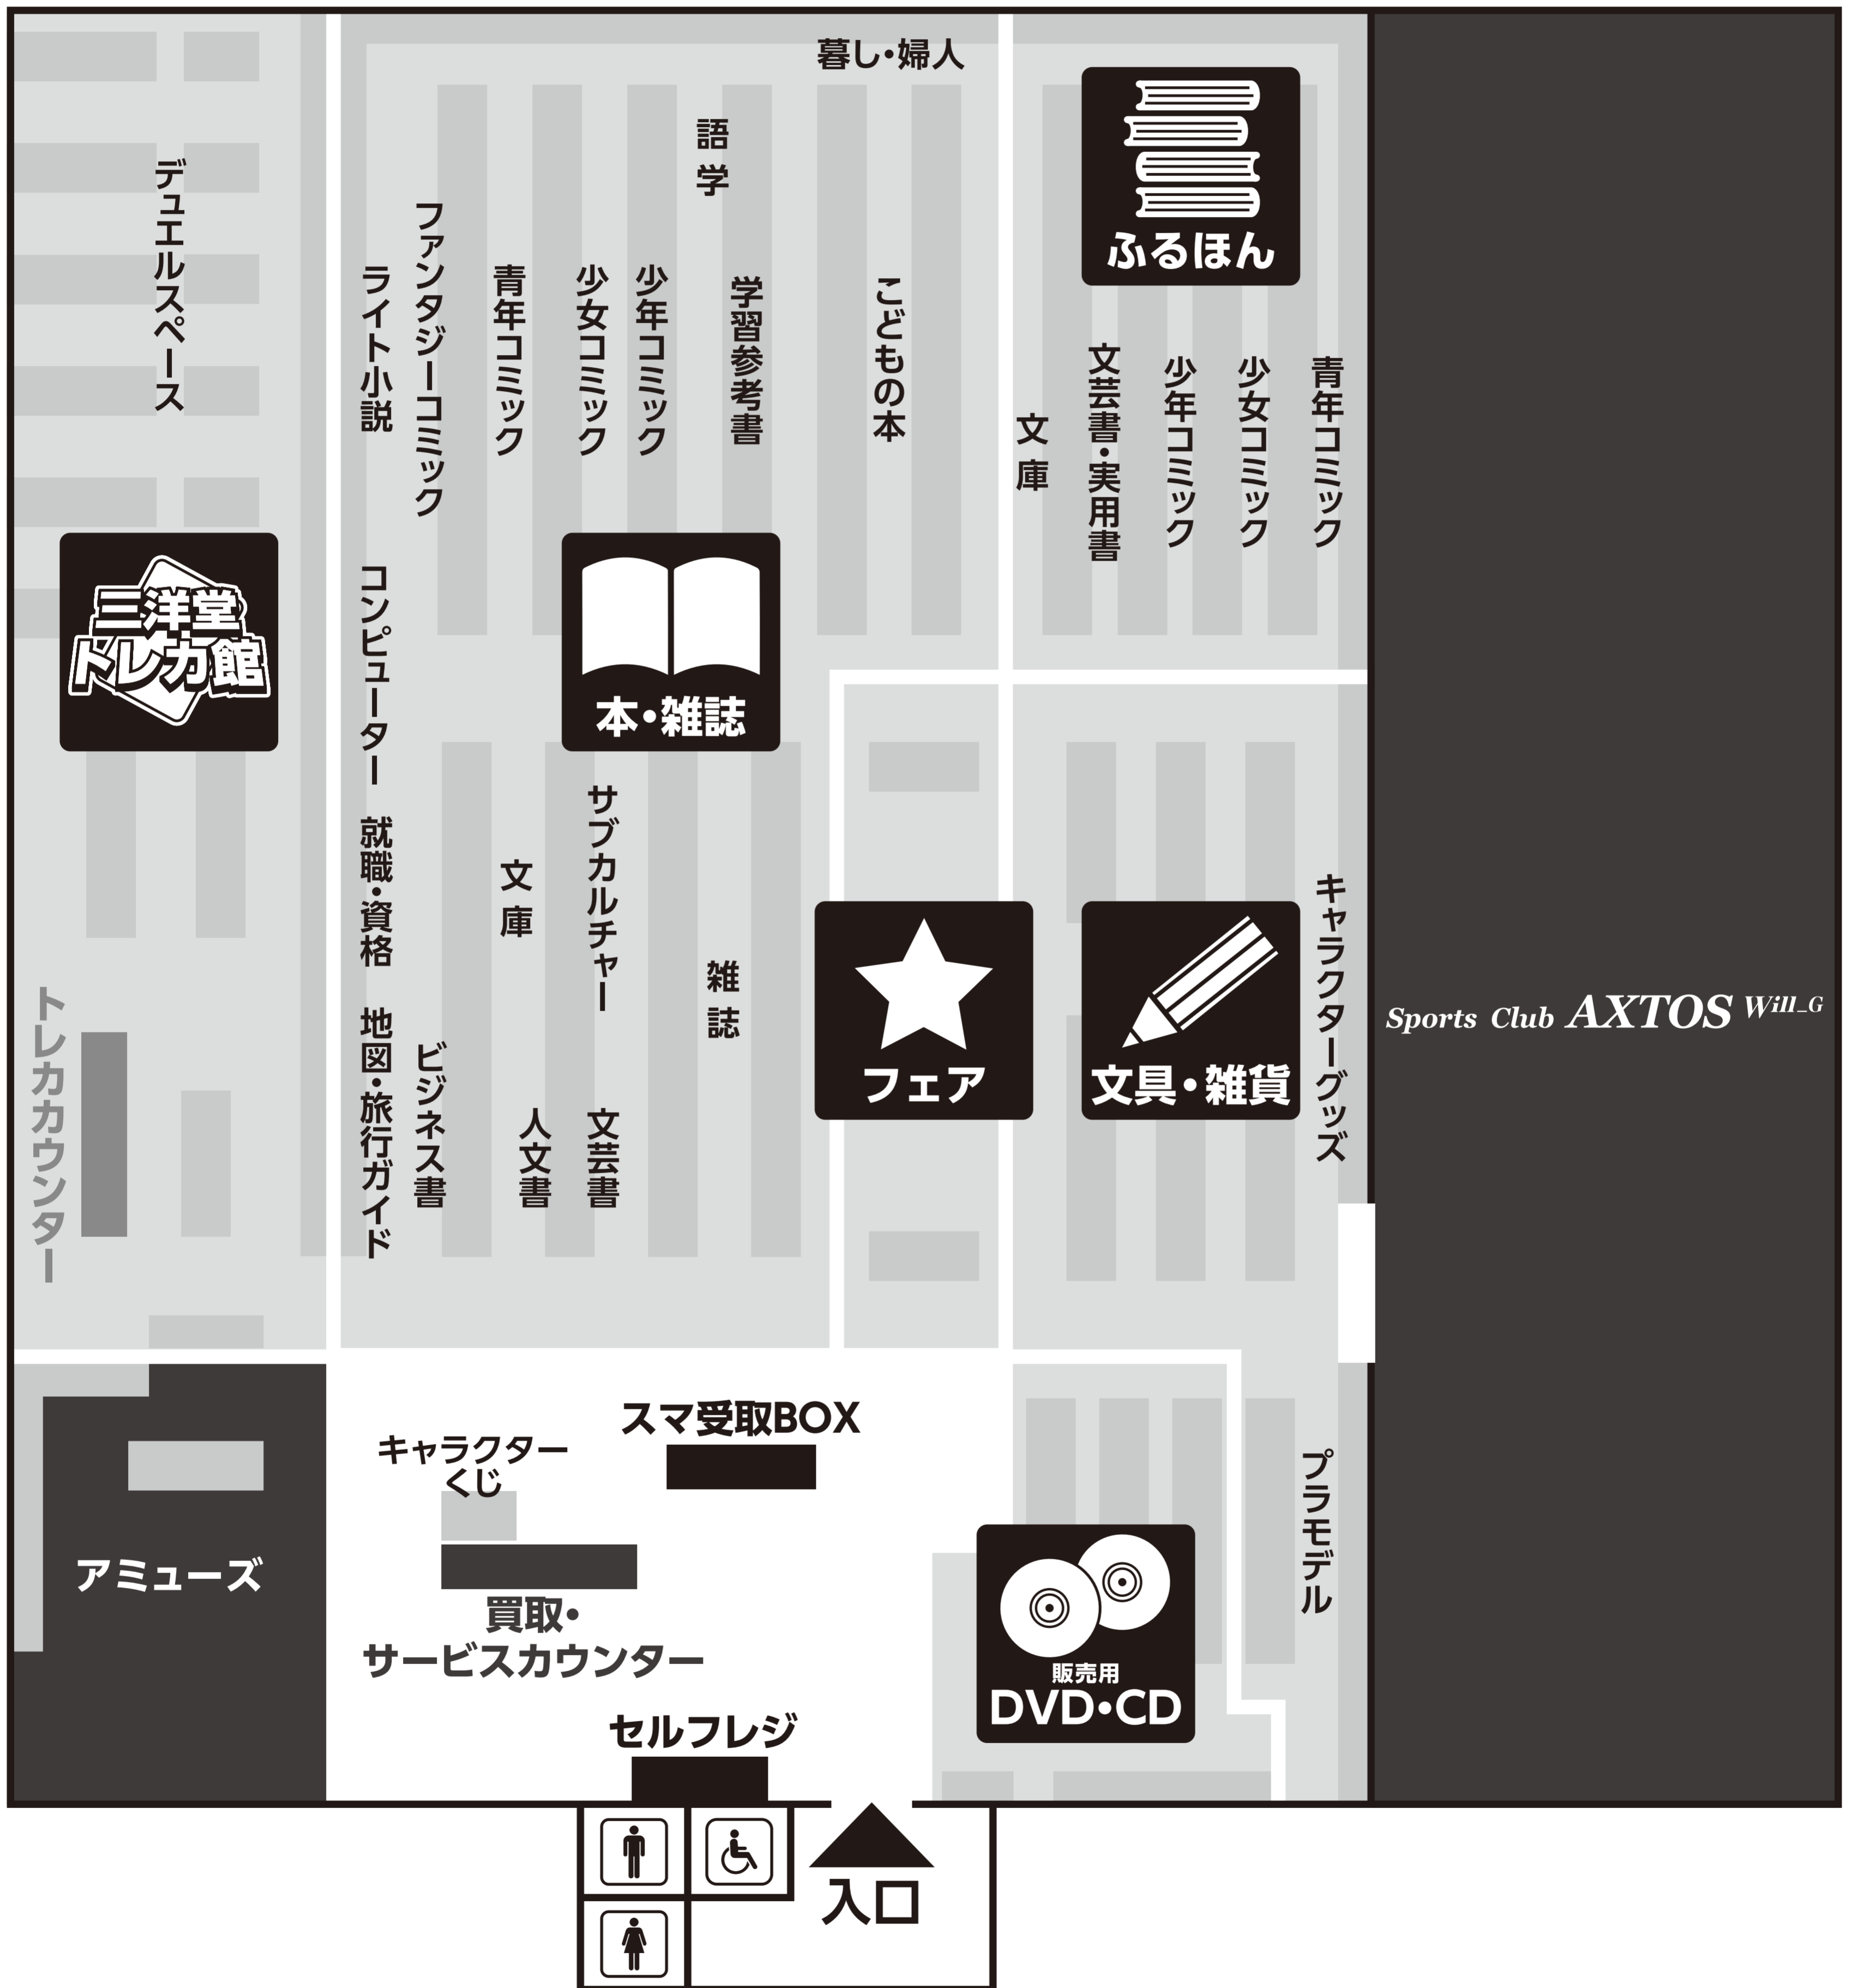 暮し・婦人
語学
デュエルスペース
ライト小説
ファンタジーコミック
青年コミック
少女コミック
少年コミック
学習参考書
こどもの本
ふるほん
文庫
文芸書・実用書
少年コミック
少女コミック
青年コミック
三洋堂
トレカ館
本・雑誌
コンピューター
就職・資格
地図・旅行ガイド
ビジネス書
文庫
人文書
サブカルチャー
文芸書
雑誌
フェア
文具・雑貨
キャラクターグッズ
Sports Club AXTOS Will_G
トレカカウンター
アミューズ
キャラクター
くじ
スマ受取BOX
買取・
サービスカウンター
セルフレジ
販売用
DVD・CD
プラモデル
入口